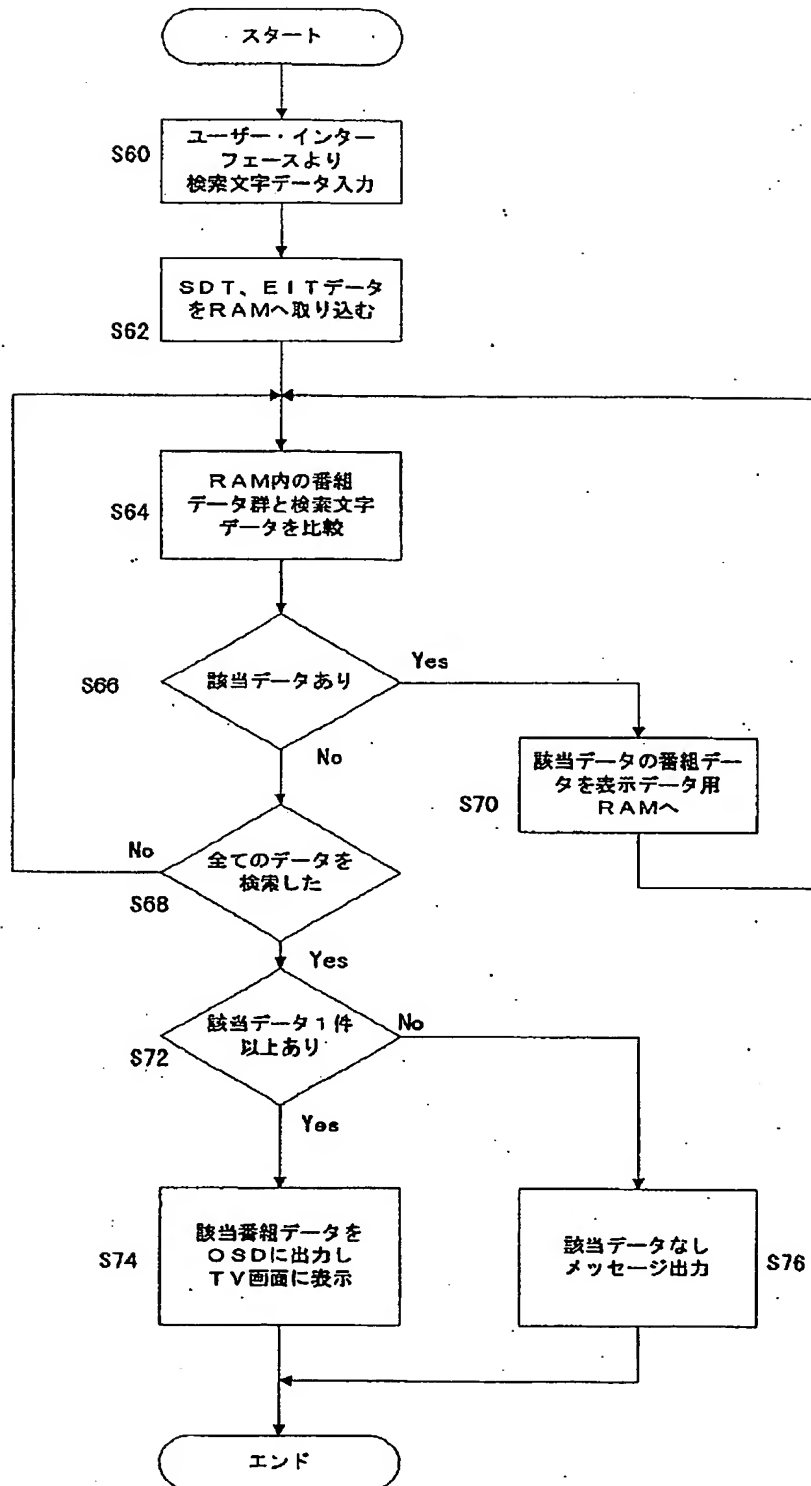 スタート
S60
ユーザー・インター
フェースより
検索文字データ入力
SDT、EITデータ
をRAMへ取り込む
S62
RAM内の番組
データ群と検索文字
データを比較
S64
S66
該当データあり
Yes
No
該当データの番組デー
タを表示データ用
RAMへ
S70
No
全てのデータを
検索した
S68
Yes
該当データ1件
以上あり
No
S72
Yes
該当番組データを
OSDに出力し
TV画面に表示
S74
該当データなし
メッセージ出力
S76
エンド